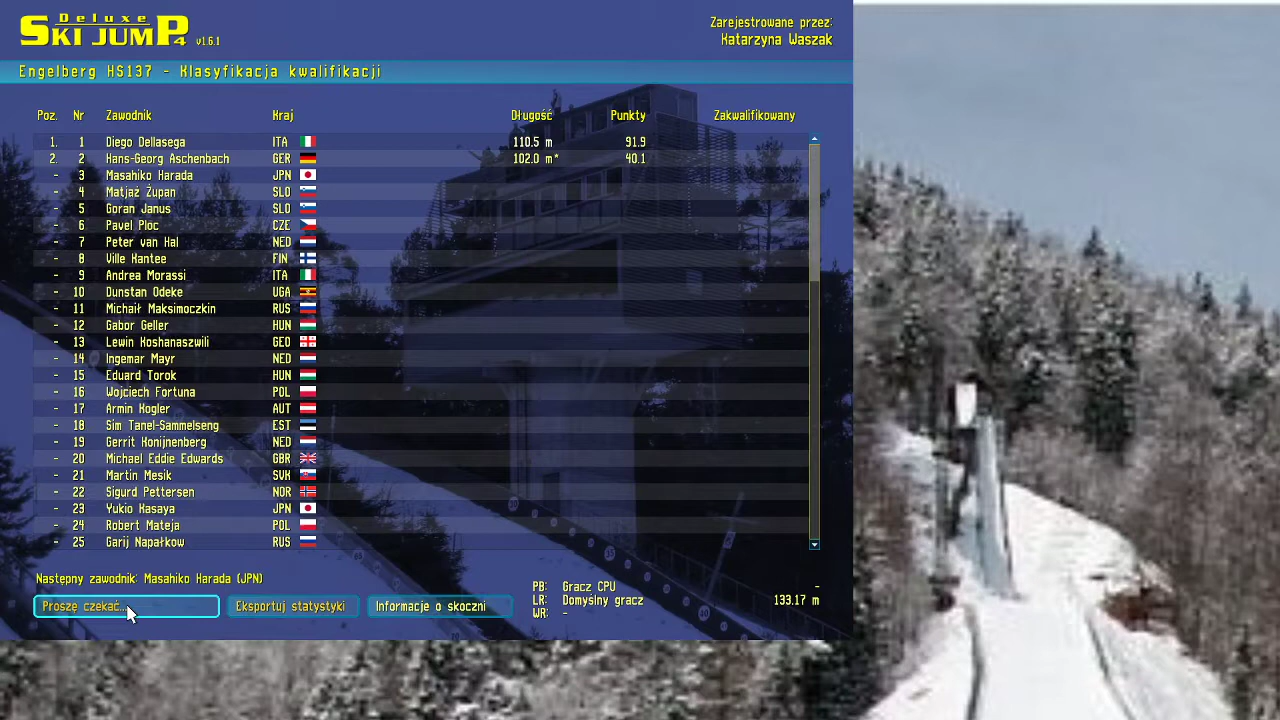 Deluxe
SKI JUMP 4 v1.6.1
Zarejestrowane przez:
Katarzyna Waszak
Engelberg HS137 - Klasyfikacja kwalifikacji
Poz. Nr Zawodnik Kraj Długość Punkty Zakwalifikowany
1. 1 Diego Dellasega ITA 110.5 m 91.9
2. 2 Hans-Georg Aschenbach GER 102.0 m* 40.1
- 3 Masahiko Harada JPN
- 4 Matjaż Župan SLO
- 5 Goran Janus SLO
- 6 Pavel Ploc CZE
- 7 Peter van Hal NED
- 8 Ville Kantee FIN
- 9 Andrea Morassi ITA
- 10 Dunstan Odeke UGA
- 11 Michaił Maksimoczkin RUS
- 12 Gabor Geller HUN
- 13 Lewin Koshanaszwili GEO
- 14 Ingemar Mayr NED
- 15 Eduard Torok HUN
- 16 Wojciech Fortuna POL
- 17 Armin Kogler AUT
- 18 Sim Tanel-Sammelseng EST
- 19 Gerrit Konijnenberg NED
- 20 Michael Eddie Edwards GBR
- 21 Martin Mesik SVK
- 22 Sigurd Pettersen NOR
- 23 Yukio Kasaya JPN
- 24 Robert Mateja POL
- 25 Garij Napałkow RUS
Następny zawodnik: Masahiko Harada (JPN)
Proszę czekać... Eksportuj statystyki Informacje o skoczni
PB: Gracz CPU -
LR: Domyślny gracz 133.17 m
WR: -